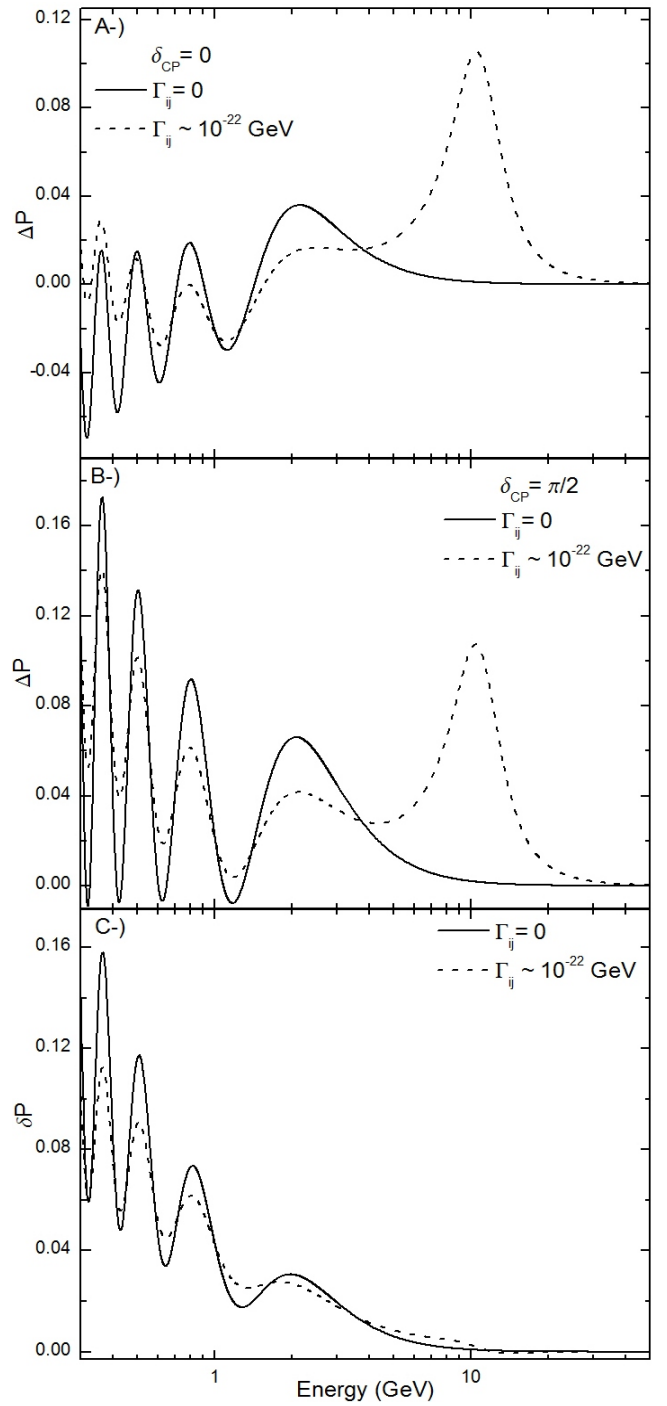 A-)
δCP = 0
Γij = 0
Γij ~ 10-22 GeV
0.12
0.08
0.04
0.00
-0.04
ΔP
B-)
δCP = π/2
Γij = 0
Γij ~ 10-22 GeV
0.16
0.12
0.08
0.04
0.00
ΔP
C-)
Γij = 0
Γij ~ 10-22 GeV
0.16
0.12
0.08
0.04
0.00
δP
1
10
Energy (GeV)